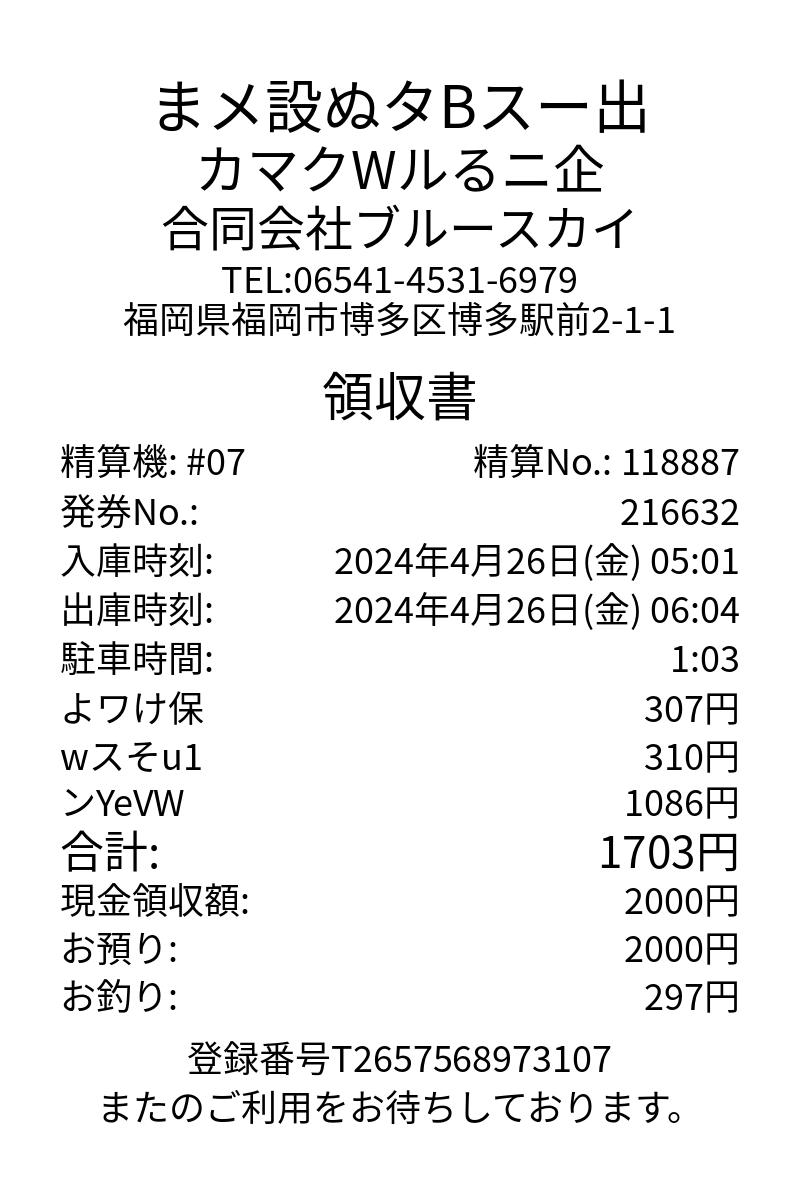 まメ設ぬタBスー出
カマクWルるニ企
合同会社ブルースカイ
TEL:06541-4531-6979
福岡県福岡市博多区博多駅前2-1-1
領収書
精算機: #07 精算No.: 118887
発券No.: 216632
入庫時刻: 2024年4月26日(金) 05:01
出庫時刻: 2024年4月26日(金) 06:04
駐車時間: 1:03
よワけ保 307円
wスそu1 310円
ンYeVW 1086円
合計: 1703円
現金領収額: 2000円
お預り: 2000円
お釣り: 297円
登録番号T2657568973107
またのご利用をお待ちしております。